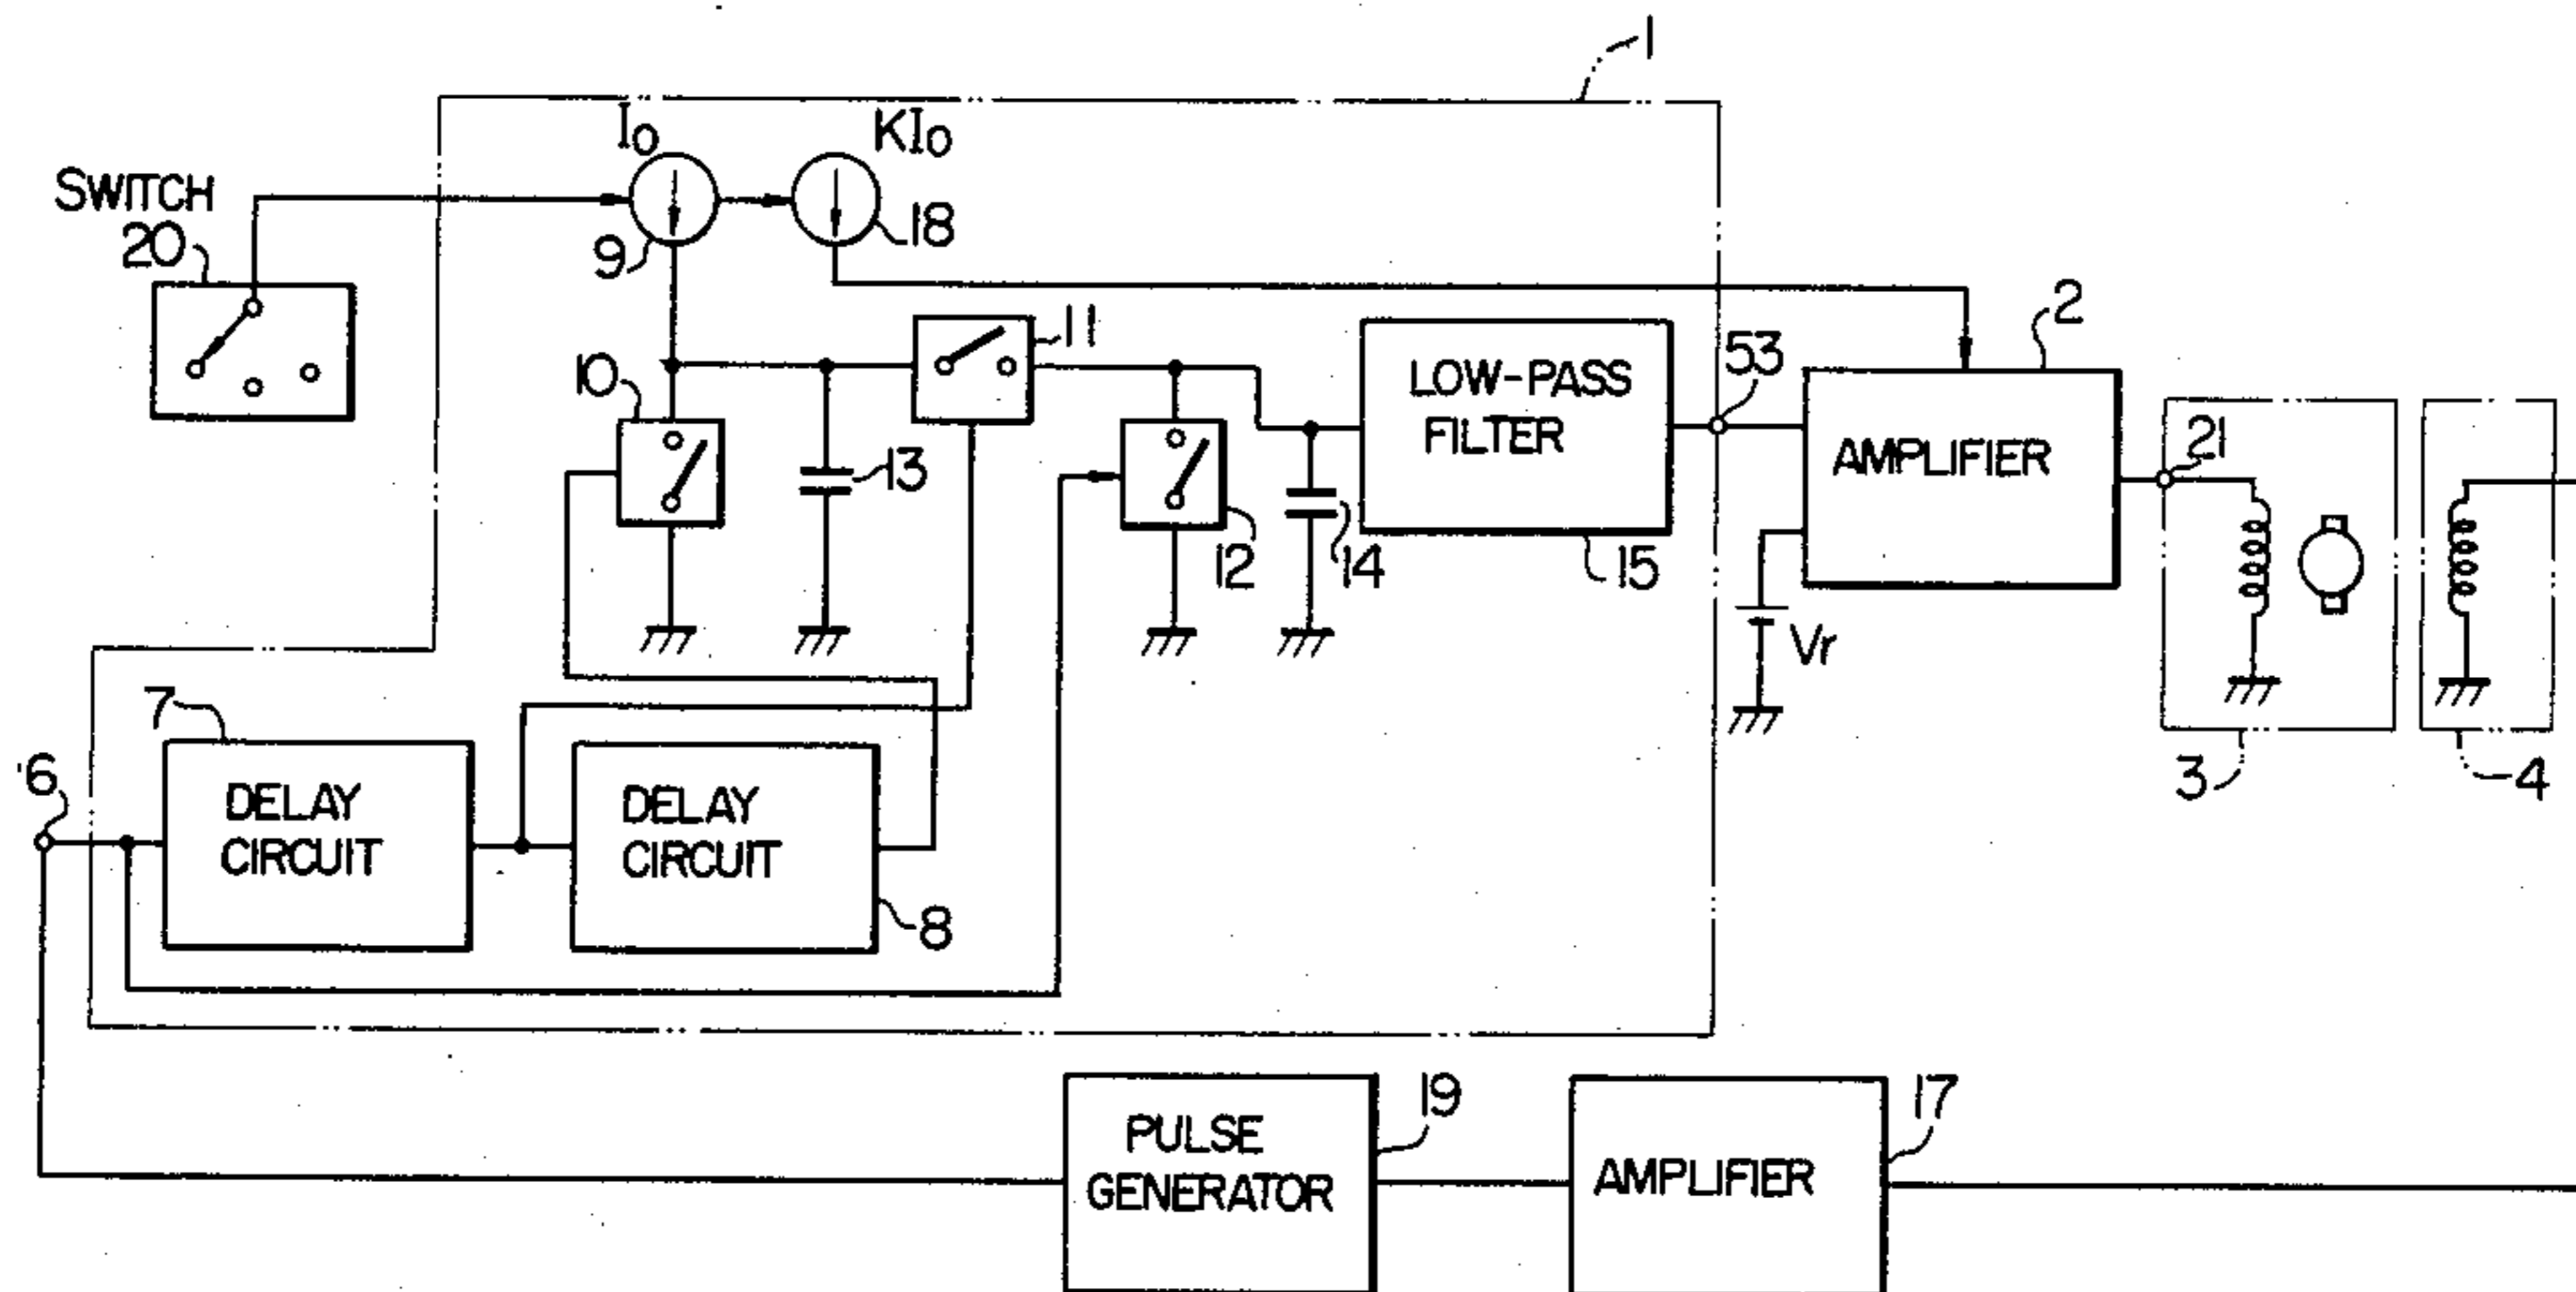 1
I0
KI0
SWITCH
20
9
18
11
2
53
10
LOW-PASS
FILTER
AMPLIFIER
21
13
12
14
15
Vr
7
3
4
6
DELAY
CIRCUIT
DELAY
CIRCUIT
8
19
17
PULSE
GENERATOR
AMPLIFIER